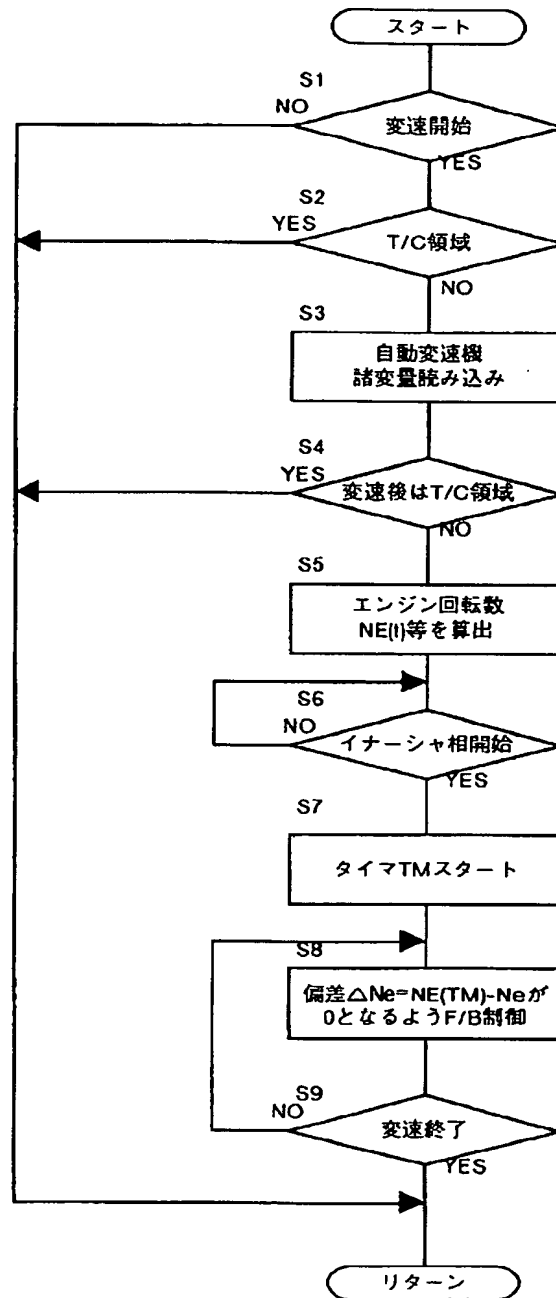 スタート
S1
NO
変速開始
YES
S2
YES
T/C領域
NO
S3
自動変速機
諸変量読み込み
S4
YES
変速後はT/C領域
NO
S5
エンジン回転数
NE(t)等を算出
S6
NO
イナーシャ相開始
YES
S7
タイマTMスタート
S8
偏差△Ne=NE(TM)-Neが
0となるようF/B制御
S9
NO
変速終了
YES
リターン